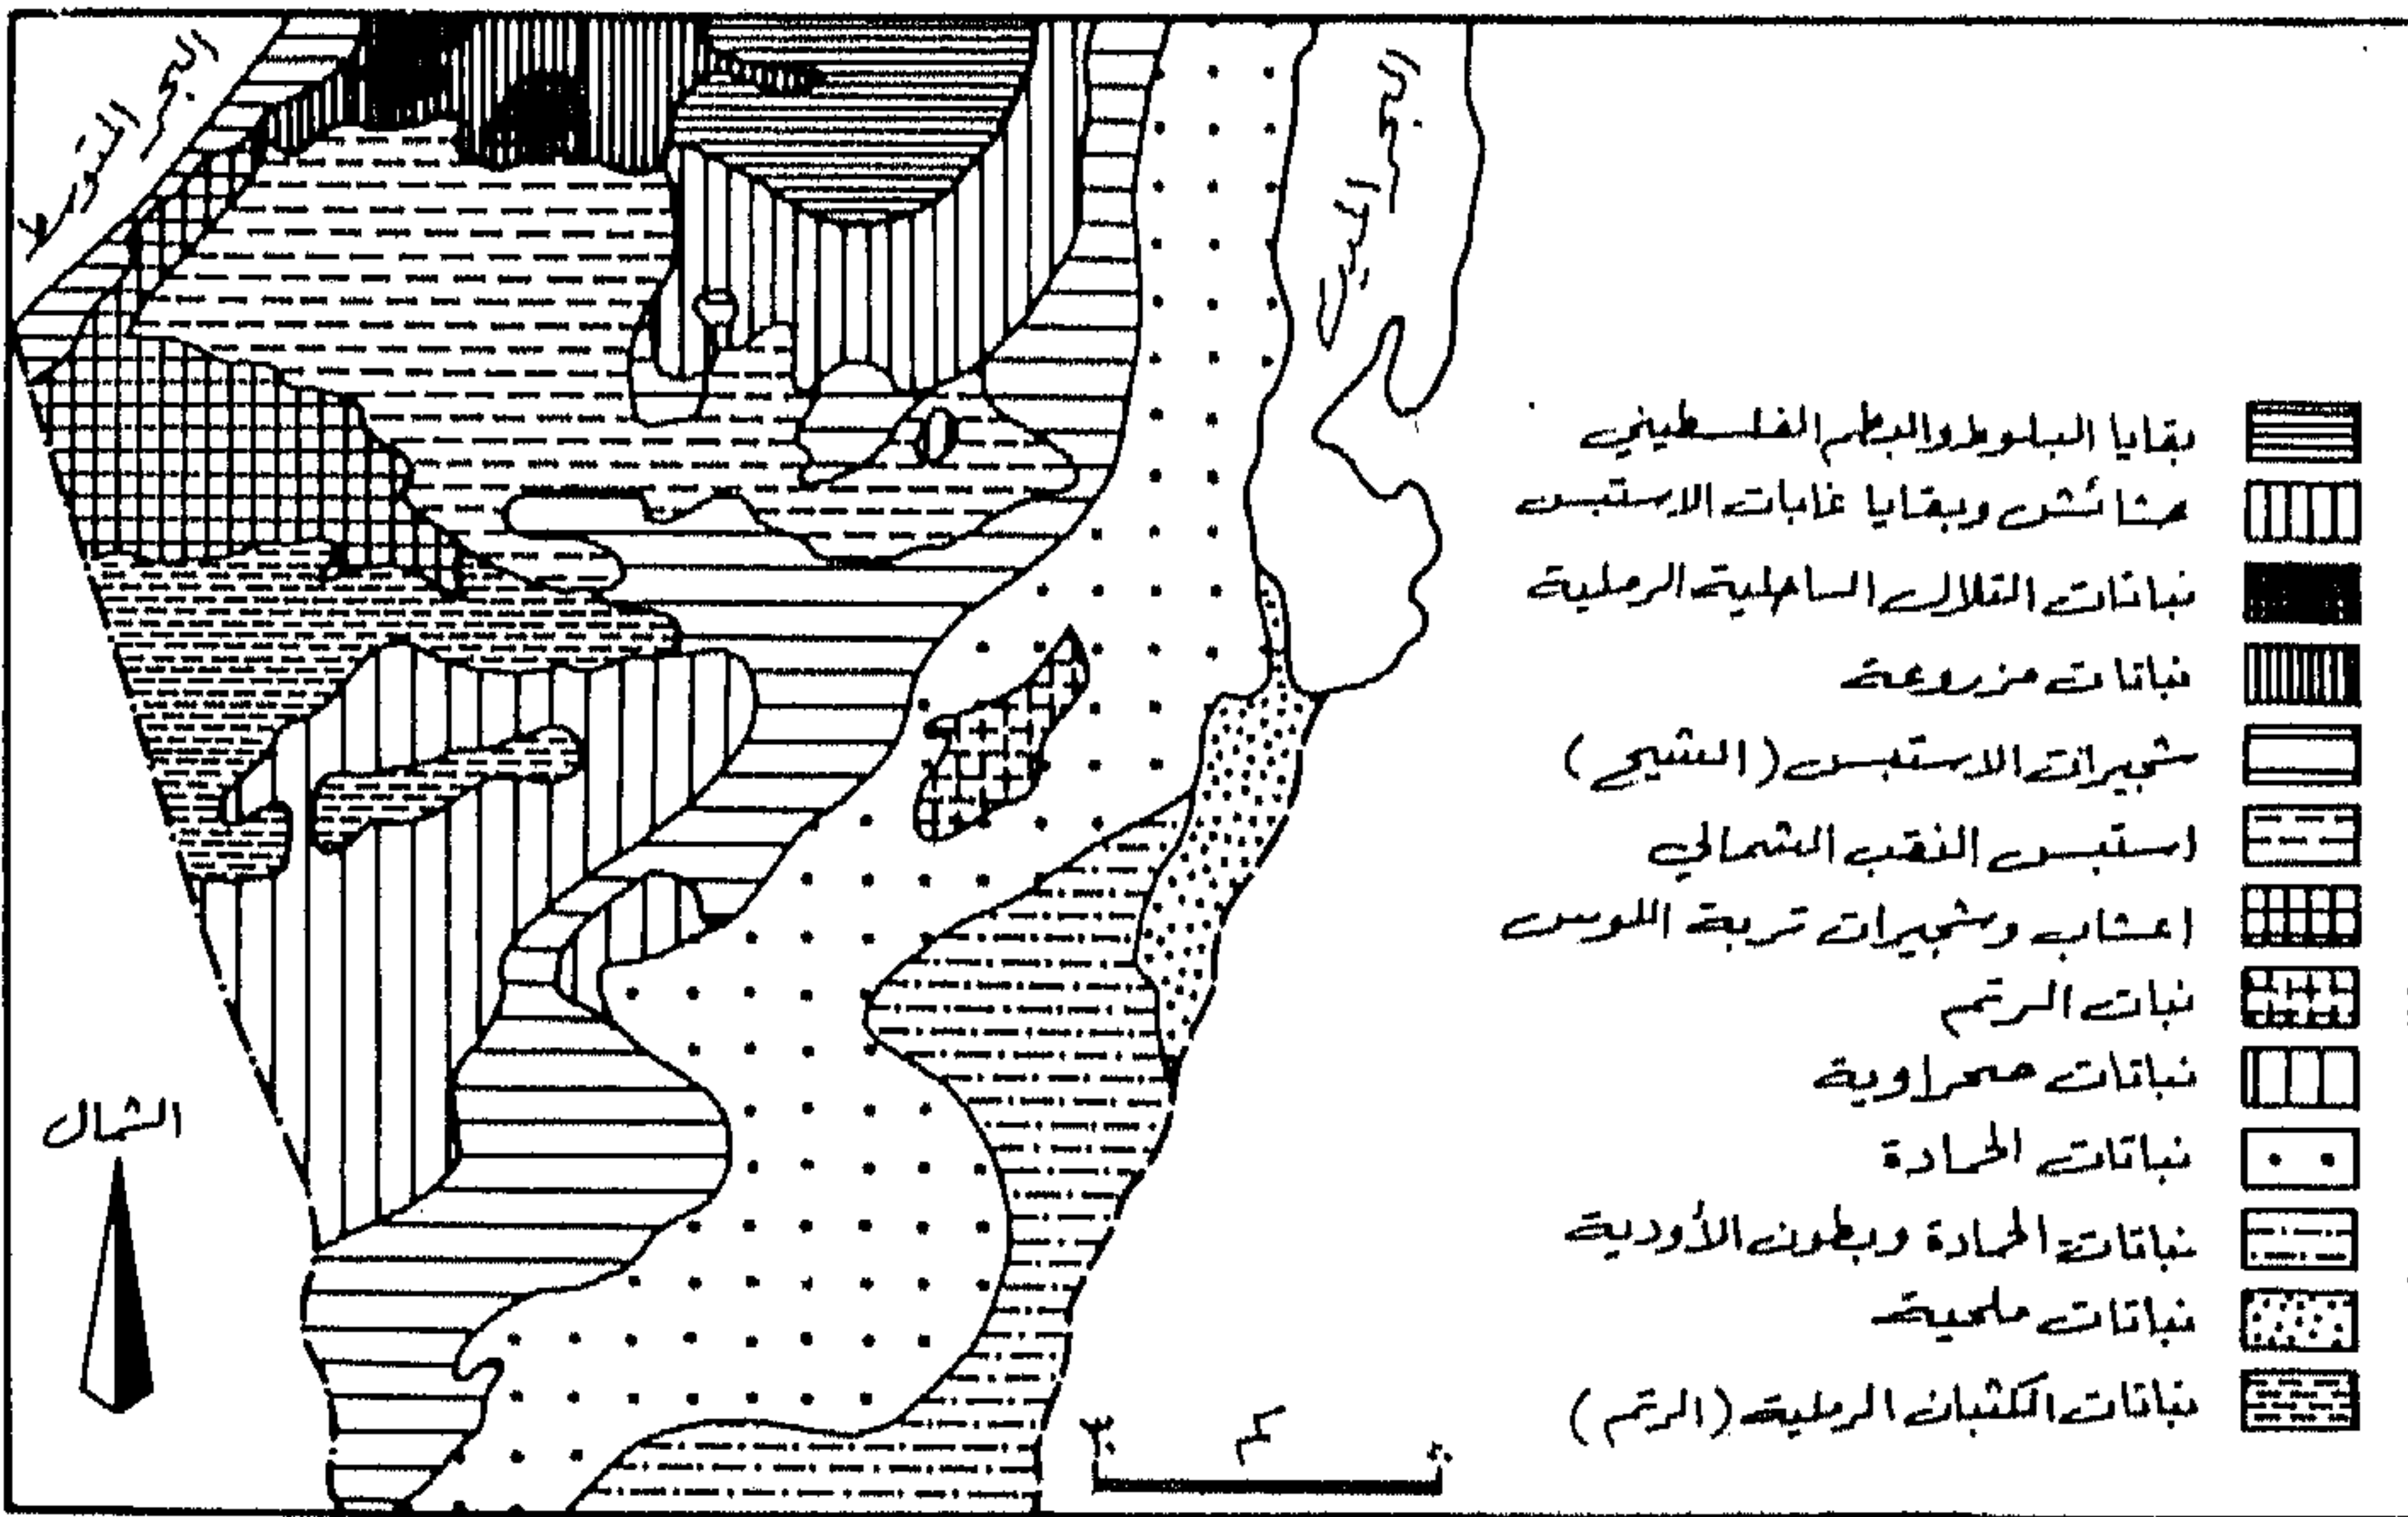 البحر المتوسط
البحر الميت
بقايا البلوط والبطم الفلسطيني
حشائش وبقايا غابات الاستبس
نباتات التلال الساحلية الرملية
نباتات مزروعة
شجيرات الاستبس (الشيح)
استبس النقب الشمالي
اعشاب وشجيرات تربة اللوس
نبات الرتم
نباتات صحراوية
نباتات الحمادة
نباتات الحمادة وبطون الأودية
نباتات ملحية
نباتات الكثبان الرملية (الرتم)
الشمال
٢٠ كم ٠